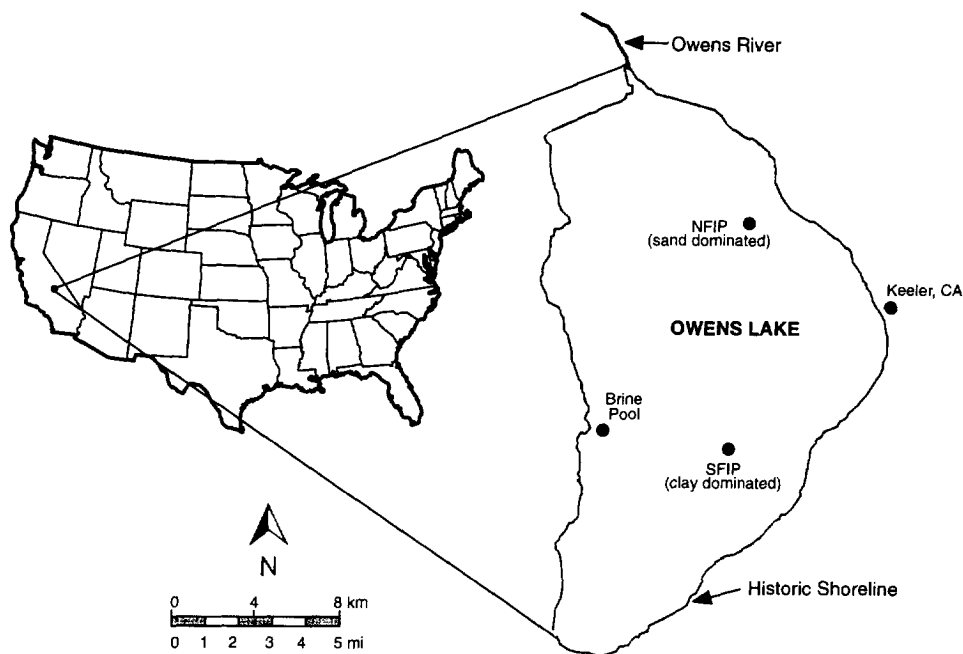 Owens River
NFIP
(sand dominated)
Keeler, CA
OWENS LAKE
Brine
Pool
SFIP
(clay dominated)
N
Historic Shoreline
0 4 8 km
0 1 2 3 4 5 mi